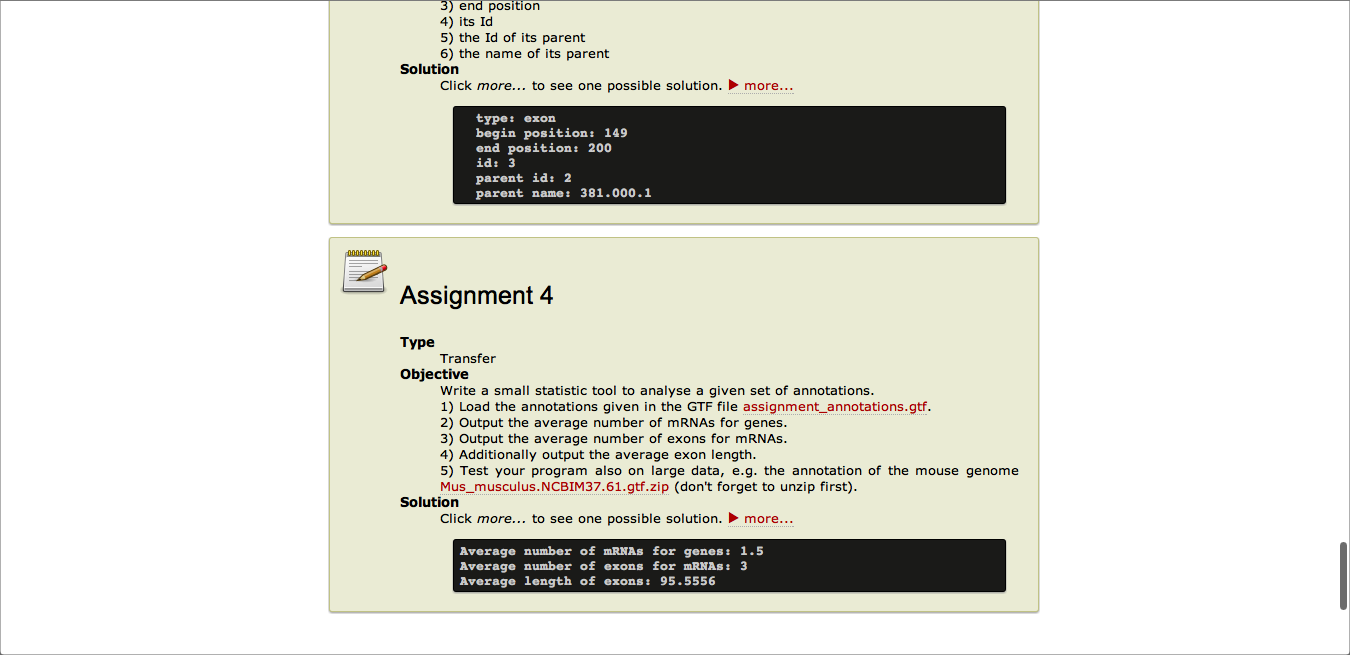 3) end position
4) its Id
5) the Id of its parent
6) the name of its parent
Solution
Click more... to see one possible solution. ▶ more...
type: exon
begin position: 149
end position: 200
id: 3
parent id: 2
parent name: 381.000.1
Assignment 4
Type
Transfer
Objective
Write a small statistic tool to analyse a given set of annotations.
1) Load the annotations given in the GTF file assignment_annotations.gtf.
2) Output the average number of mRNAs for genes.
3) Output the average number of exons for mRNAs.
4) Additionally output the average exon length.
5) Test your program also on large data, e.g. the annotation of the mouse genome
Mus_musculus.NCBIM37.61.gtf.zip (don't forget to unzip first).
Solution
Click more... to see one possible solution. ▶ more...
Average number of mRNAs for genes: 1.5
Average number of exons for mRNAs: 3
Average length of exons: 95.5556